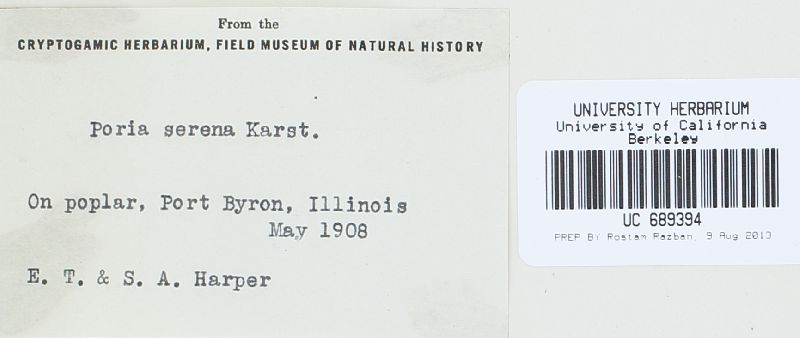 From the
CRYPTOGAMIC HERBARIUM, FIELD MUSEUM OF NATURAL HISTORY
Poria serena Karst.
On poplar, Port Byron, Illinois
May 1908
E. T. & S. A. Harper
UNIVERSITY HERBARIUM
University of California
Berkeley
UC 689394
PREP BY Rostam Razban, 9 Aug 2013